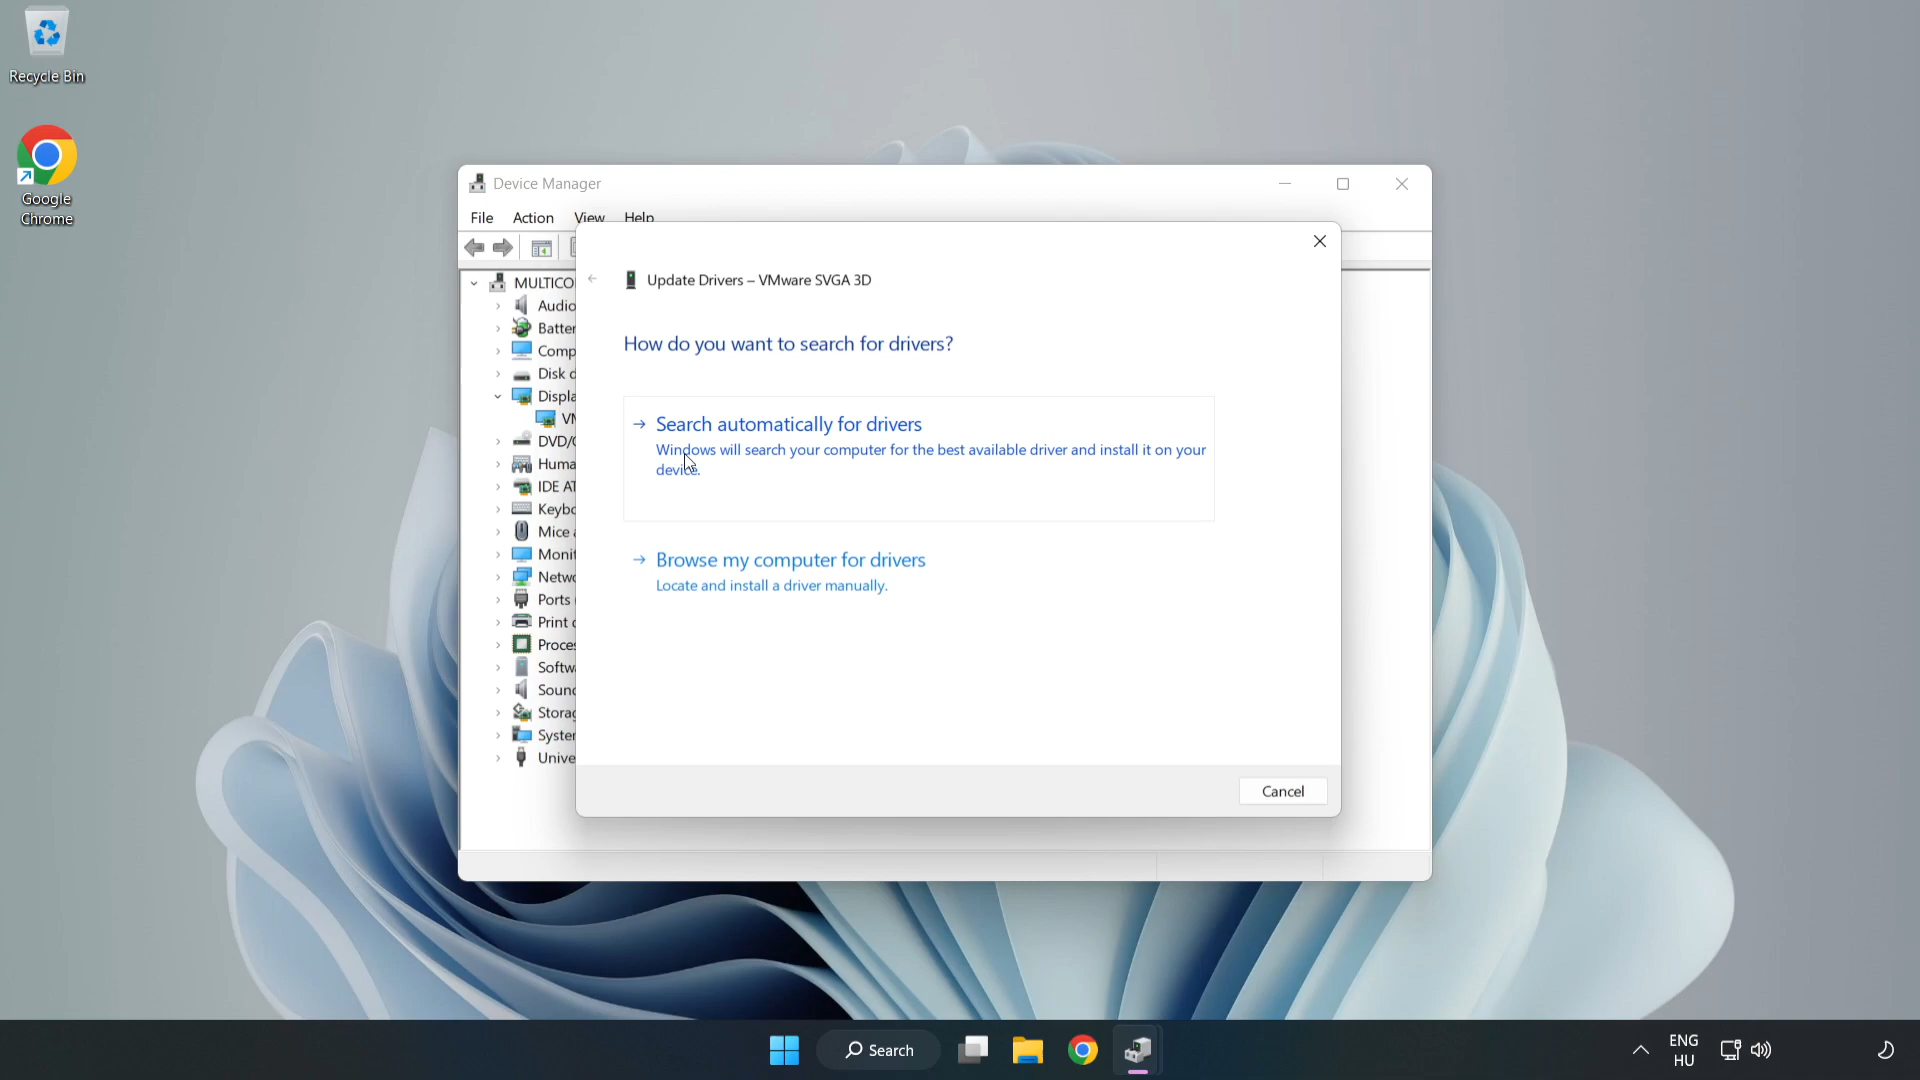 Recycle Bin
Google
Chrome
Device Manager
File Action View Help
MULTICO
Audio
Batter
Comp
Disk d
Displa
VM
DVD/C
Huma
IDE AT
Keybo
Mice a
Monit
Netwo
Ports
Print
Proces
Softwa
Sound
Storag
System
Unive
Update Drivers – VMware SVGA 3D
How do you want to search for drivers?
Search automatically for drivers
Windows will search your computer for the best available driver and install it on your
device.
Browse my computer for drivers
Locate and install a driver manually.
Cancel
Search
ENG
HU